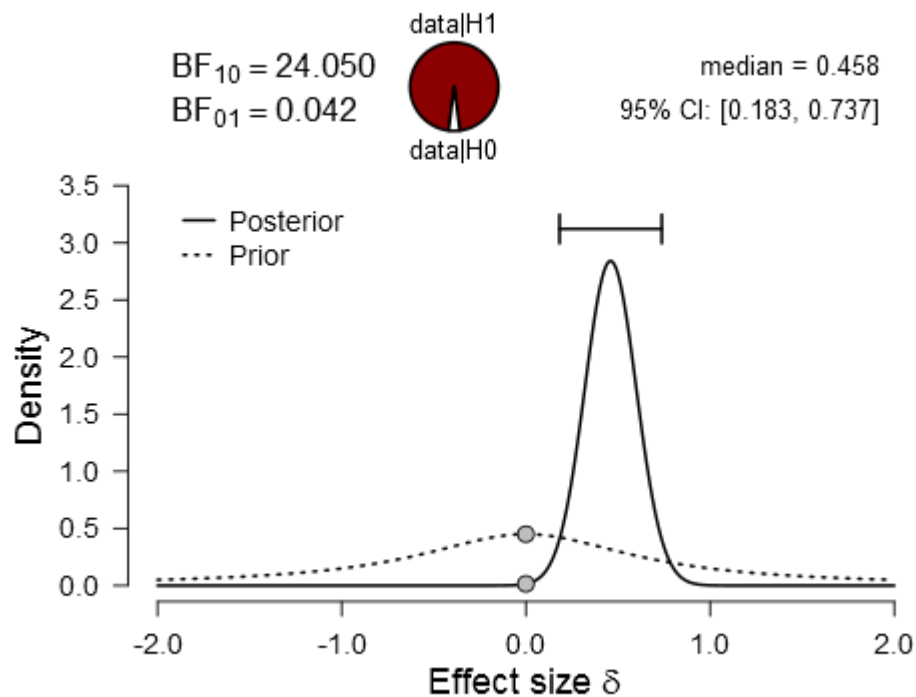 data|H1
BF₁₀ = 24.050
median = 0.458
BF₀₁ = 0.042
95% CI: [0.183, 0.737]
data|H0
Posterior
Prior
Density
3.5
3.0
2.5
2.0
1.5
1.0
0.5
0.0
-2.0 -1.0 0.0 1.0 2.0
Effect size δ